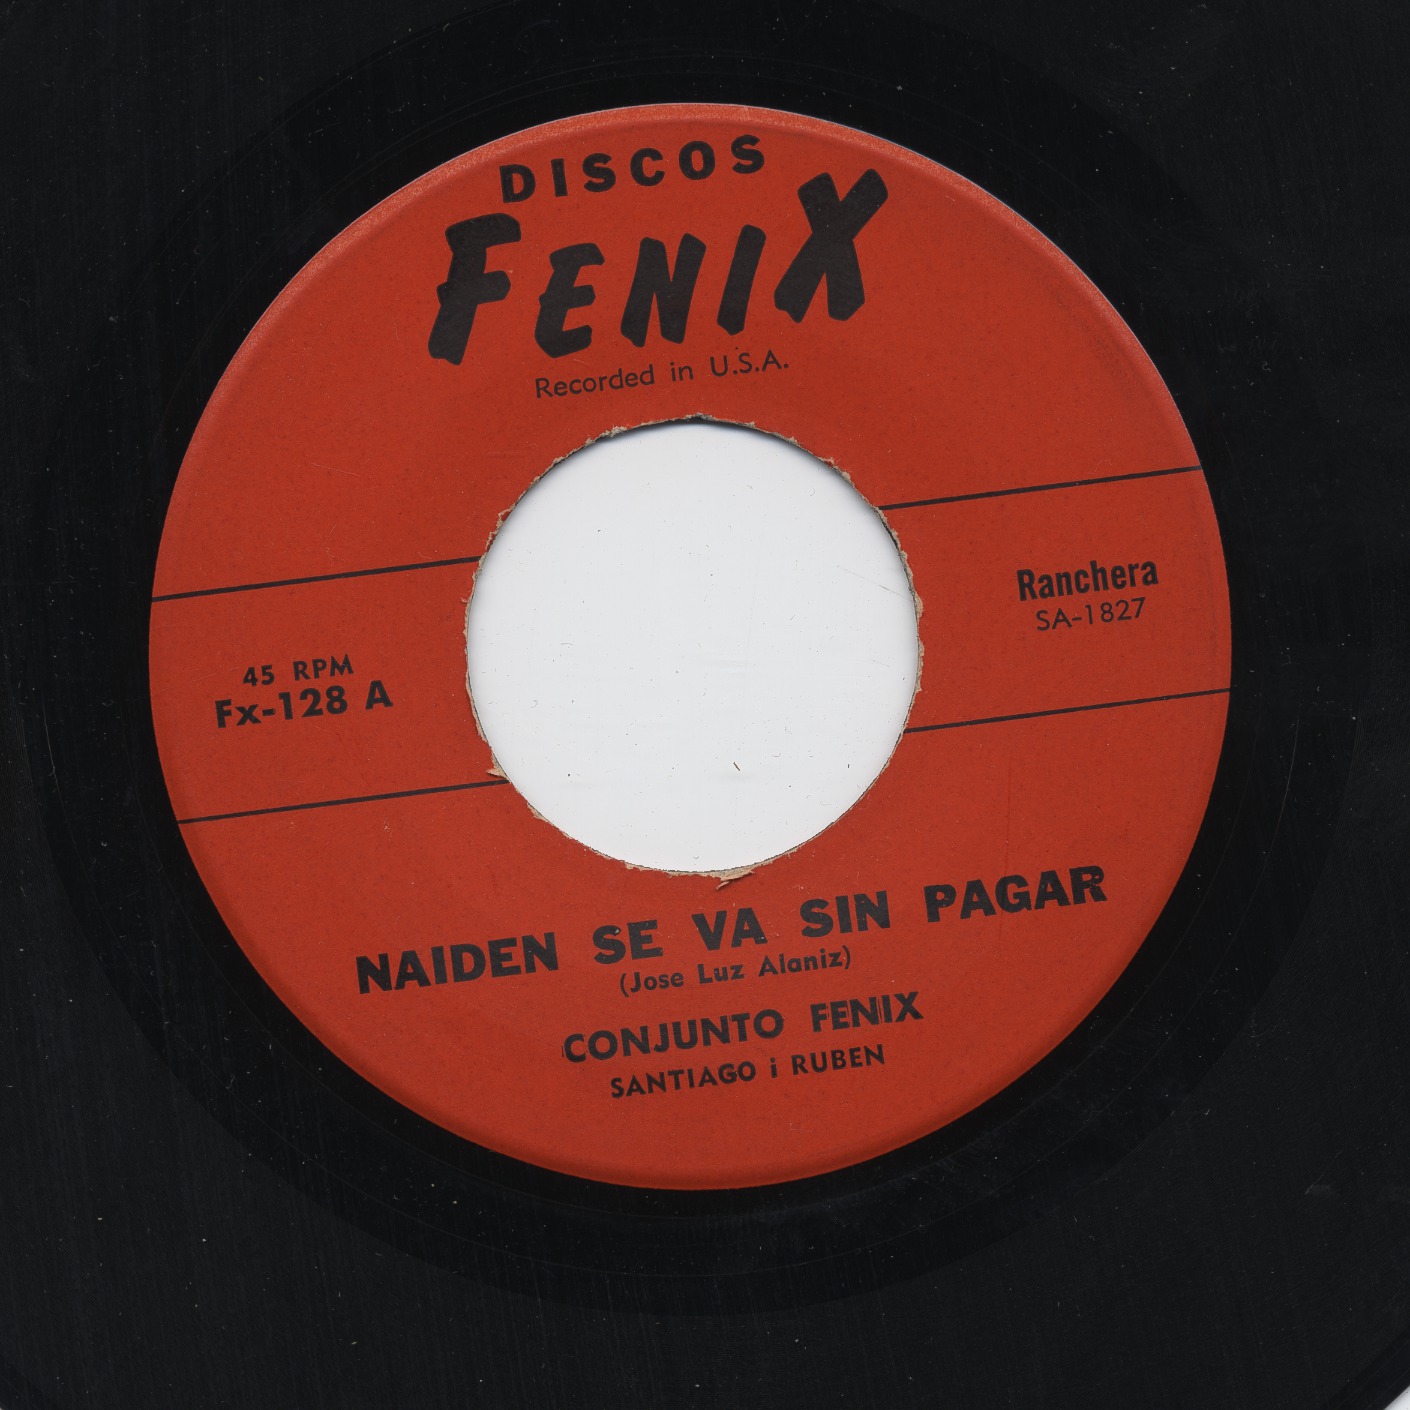 DISCOS
FENIX
Recorded in U.S.A.
Ranchera
SA-1827
45 RPM
Fx-128 A
NAIDEN SE VA SIN PAGAR
(Jose Luz Alaniz)
CONJUNTO FENIX
SANTIAGO i RUBEN